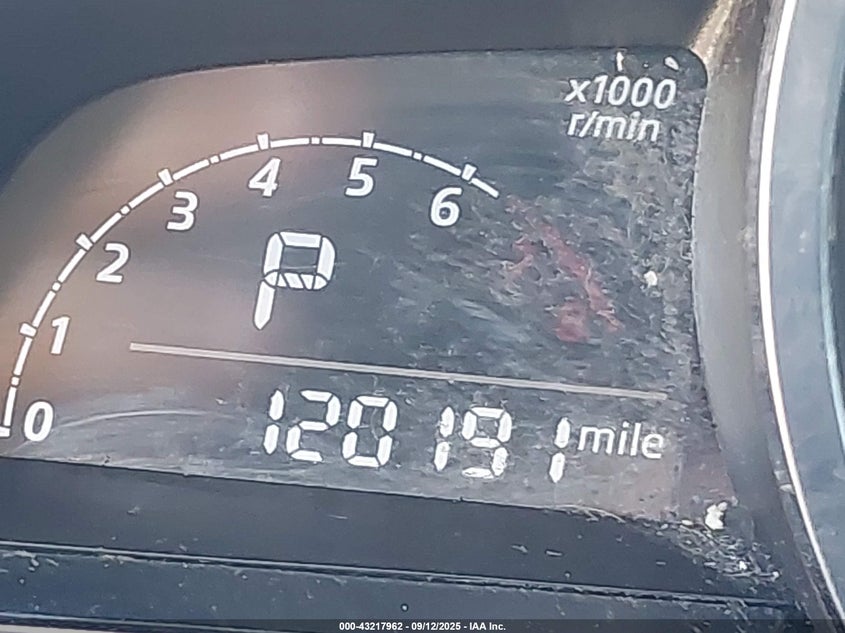 x1000
r/min
0 1 2 3 4 5 6
P
120191 mile
000-43217962 - 09/12/2025 - IAA Inc.